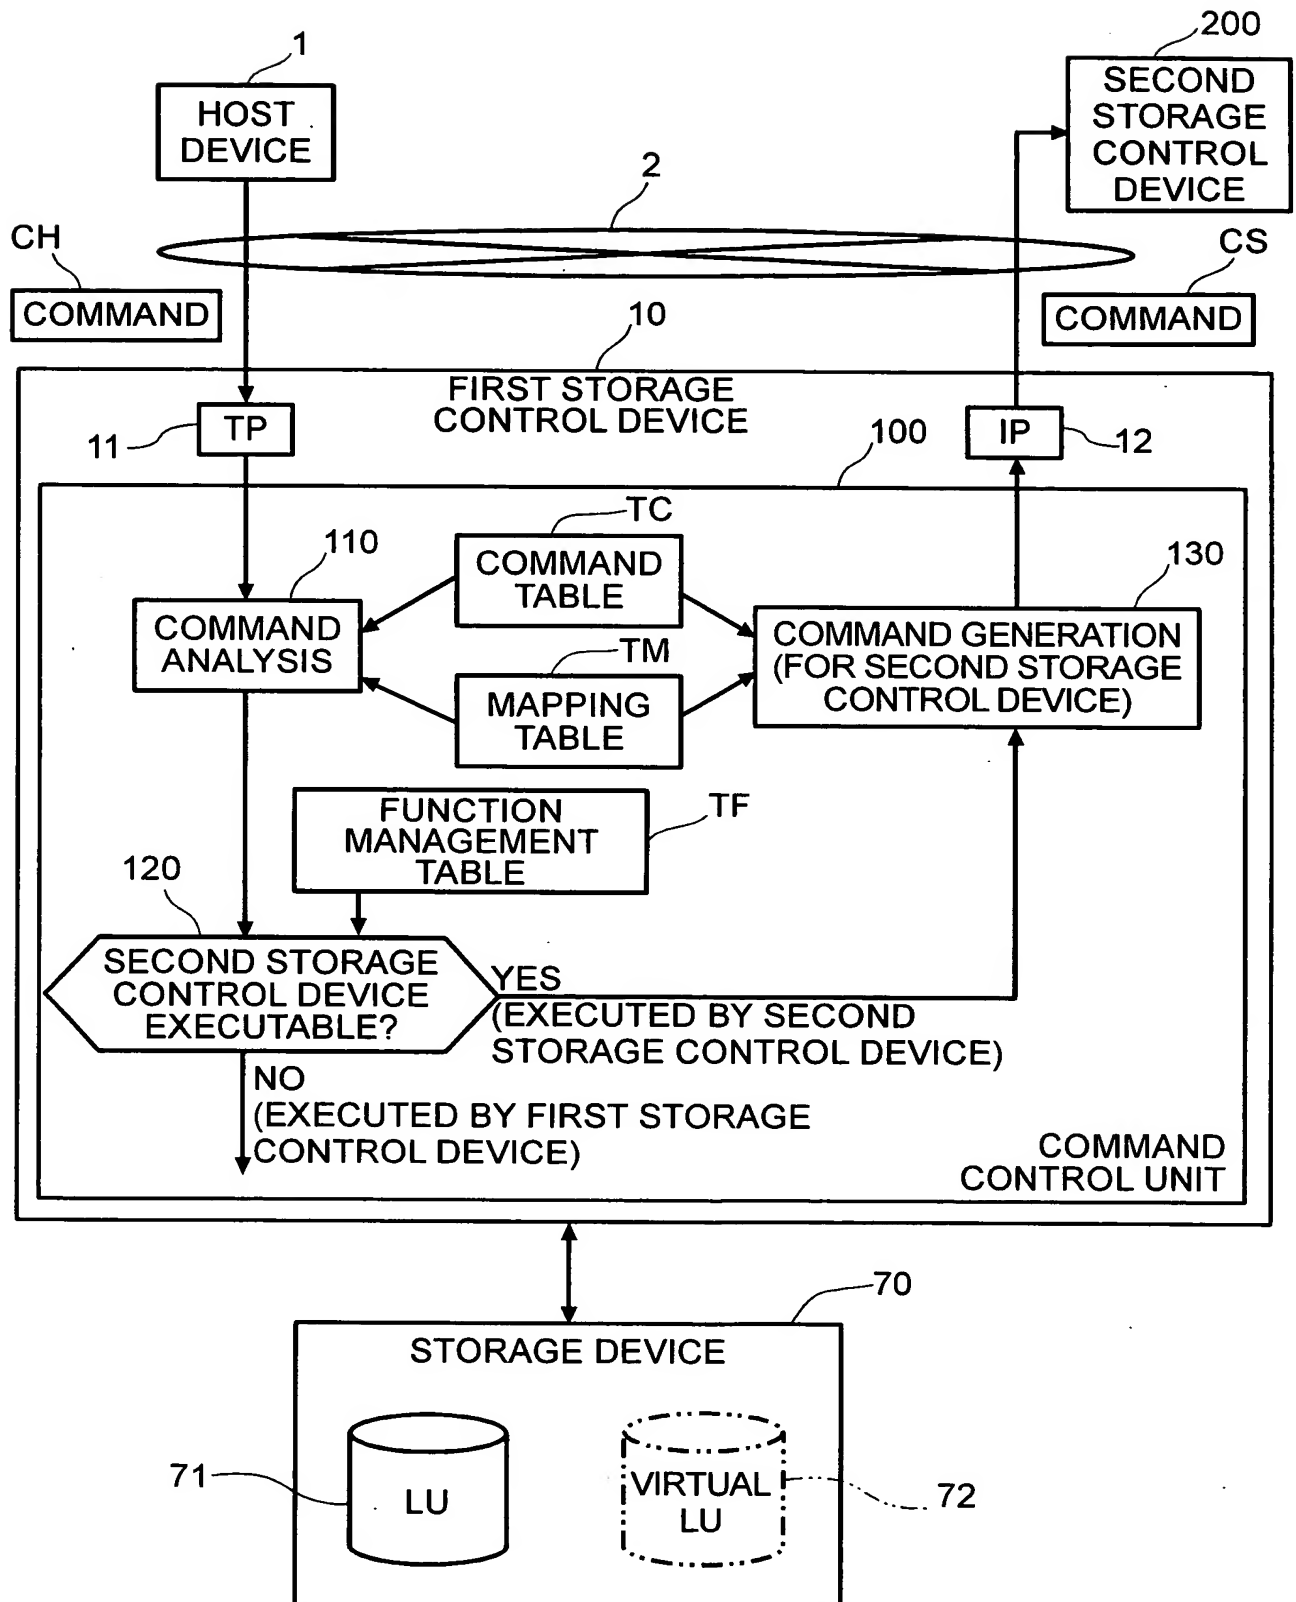 1
200
HOST
DEVICE
SECOND
STORAGE
CONTROL
DEVICE
2
CH
COMMAND
CS
COMMAND
10
FIRST STORAGE
CONTROL DEVICE
11
TP
IP
12
100
TC
COMMAND
TABLE
110
COMMAND
ANALYSIS
130
COMMAND GENERATION
(FOR SECOND STORAGE
CONTROL DEVICE)
TM
MAPPING
TABLE
FUNCTION
MANAGEMENT
TABLE
TF
120
SECOND STORAGE
CONTROL DEVICE
EXECUTABLE?
YES
(EXECUTED BY SECOND
STORAGE CONTROL DEVICE)
NO
(EXECUTED BY FIRST STORAGE
CONTROL DEVICE)
COMMAND
CONTROL UNIT
70
STORAGE DEVICE
71
LU
VIRTUAL
LU
72